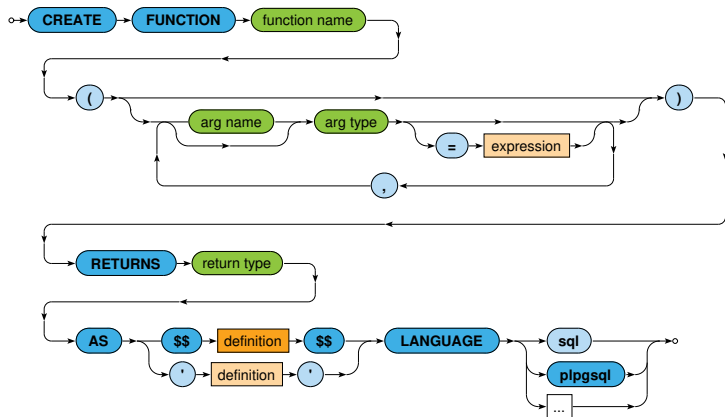 CREATE FUNCTION function name
( )
arg name arg type
= expression
,
RETURNS return type
AS $$ definition $$ LANGUAGE sql
' definition ' plpgsql
...